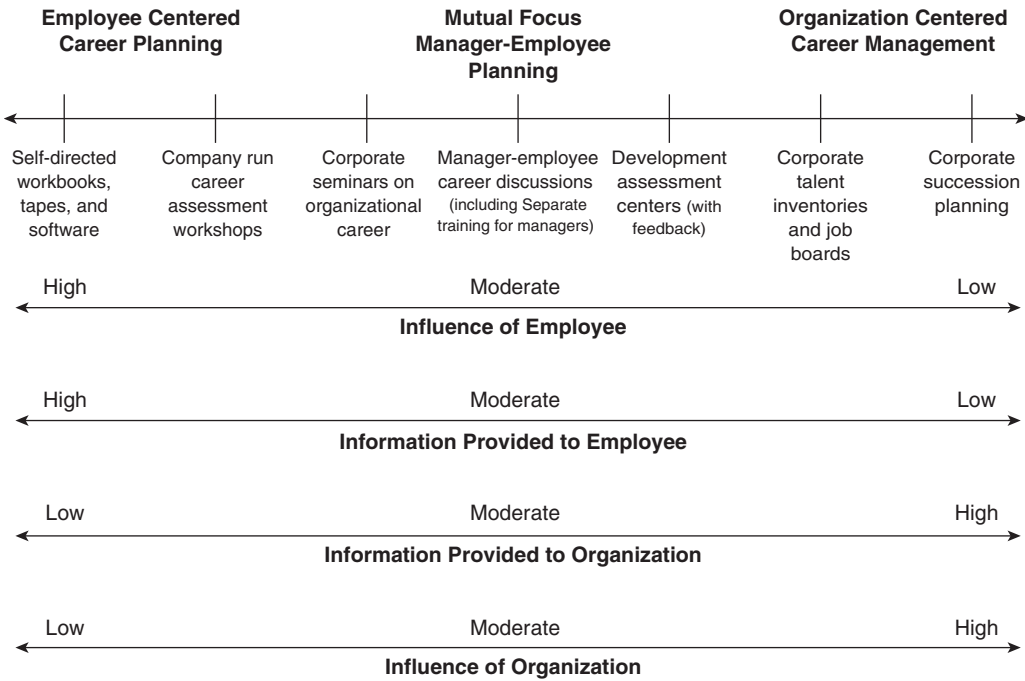 Employee Centered
Career Planning
Mutual Focus
Manager-Employee
Planning
Organization Centered
Career Management
Self-directed
workbooks,
tapes, and
software
Company run
career
assessment
workshops
Corporate
seminars on
organizational
career
Manager-employee
career discussions
(including Separate
training for managers)
Development
assessment
centers (with
feedback)
Corporate
talent
inventories
and job
boards
Corporate
succession
planning
High Moderate Low
Influence of Employee
High Moderate Low
Information Provided to Employee
Low Moderate High
Information Provided to Organization
Low Moderate High
Influence of Organization